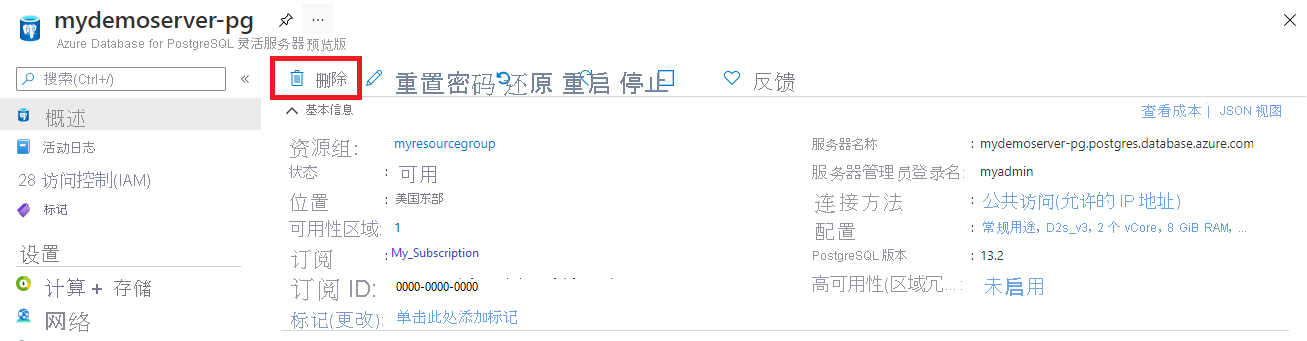 mydemoserver-pg ...
Azure Database for PostgreSQL 灵活服务器预览版
搜索(Ctrl+/) «
删除 重置密码 还原 重启 停止 反馈
概述
活动日志
28 访问控制(IAM)
标记
设置
计算 + 存储
网络
基本信息
查看成本 | JSON 视图
资源组: myresourcegroup
状态 : 可用
位置 : 美国东部
可用性区域: 1
订阅 : My_Subscription
订阅 ID: 0000-0000-0000
标记(更改): 单击此处添加标记
服务器名称 : mydemoserver-pg.postgres.database.azure.com
服务器管理员登录名: myadmin
连接方法 : 公共访问(允许的 IP 地址)
配置 : 常规用途, D2s_v3, 2 个 vCore, 8 GiB RAM, ...
PostgreSQL 版本 : 13.2
高可用性(区域冗... : 未启用